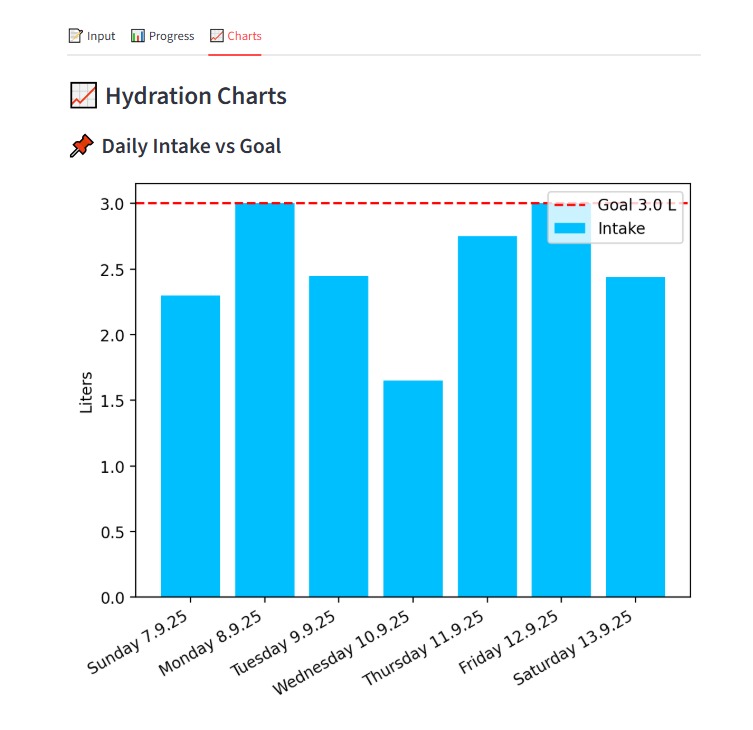 Input Progress Charts
Hydration Charts
Daily Intake vs Goal
Goal 3.0 L
Intake
3.0
2.5
2.0
1.5
1.0
0.5
0.0
Liters
Sunday 7.9.25
Monday 8.9.25
Tuesday 9.9.25
Wednesday 10.9.25
Thursday 11.9.25
Friday 12.9.25
Saturday 13.9.25